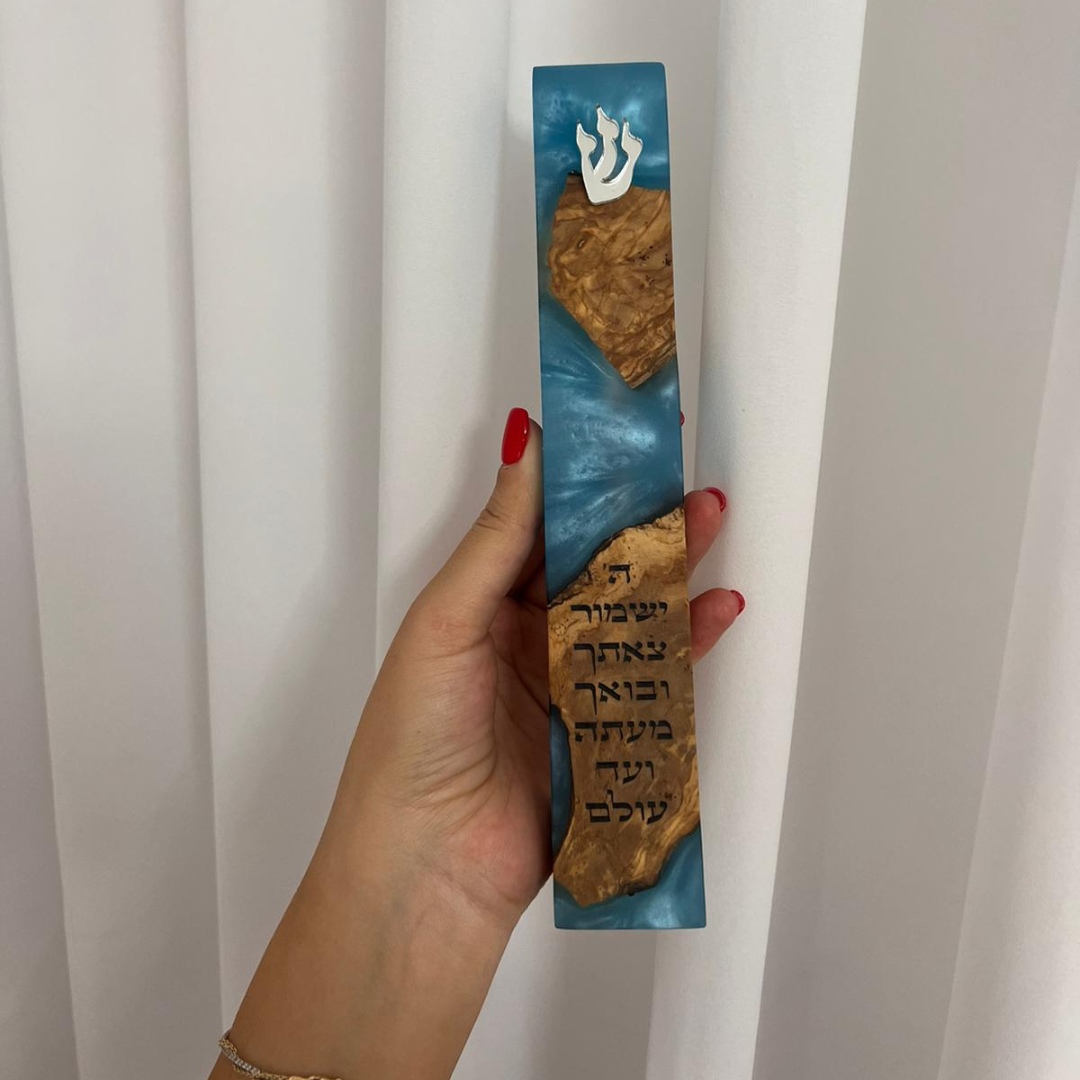 ש
ה'
ישמור
צאתך
ובואך
מעתה
ועד
עולם